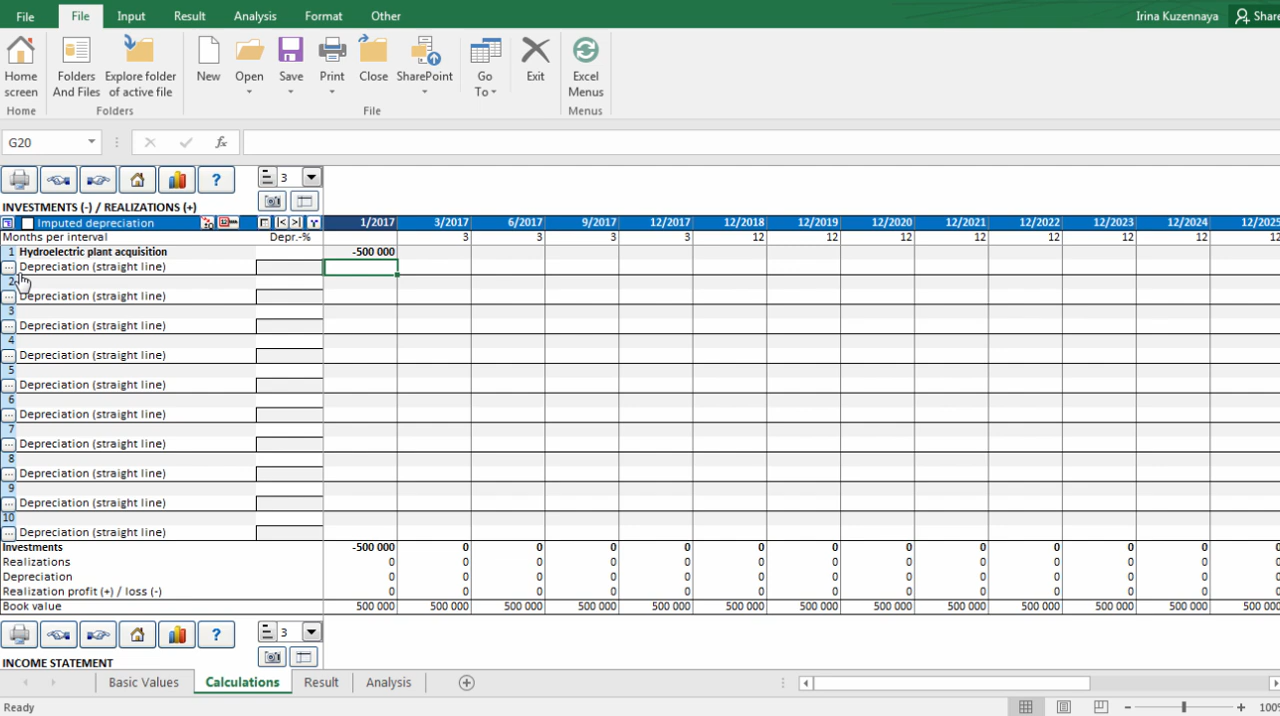 File File Input Result Analysis Format Other Irina Kuzennaya Share
Home screen Folders And Files Explore folder of active file New Open Save Print Close SharePoint Go To Exit Excel Menus
Home Folders File Menus
G20 fx
? 3
INVESTMENTS (-) / REALIZATIONS (+)
Imputed depreciation 1/2017 3/2017 6/2017 9/2017 12/2017 12/2018 12/2019 12/2020 12/2021 12/2022 12/2023 12/2024 12/2025
Months per interval Depr.-% 3 3 3 3 12 12 12 12 12 12 12 12
1 Hydroelectric plant acquisition -500 000
... Depreciation (straight line)
2
... Depreciation (straight line)
3
... Depreciation (straight line)
4
... Depreciation (straight line)
5
... Depreciation (straight line)
6
... Depreciation (straight line)
7
... Depreciation (straight line)
8
... Depreciation (straight line)
9
... Depreciation (straight line)
10
... Depreciation (straight line)
Investments -500 000 0 0 0 0 0 0 0 0 0 0 0 0
Realizations 0 0 0 0 0 0 0 0 0 0 0 0 0
Depreciation 0 0 0 0 0 0 0 0 0 0 0 0 0
Realization profit (+) / loss (-) 0 0 0 0 0 0 0 0 0 0 0 0 0
Book value 500 000 500 000 500 000 500 000 500 000 500 000 500 000 500 000 500 000 500 000 500 000 500 000 500 00
? 3
INCOME STATEMENT
Basic Values Calculations Result Analysis
Ready 100%